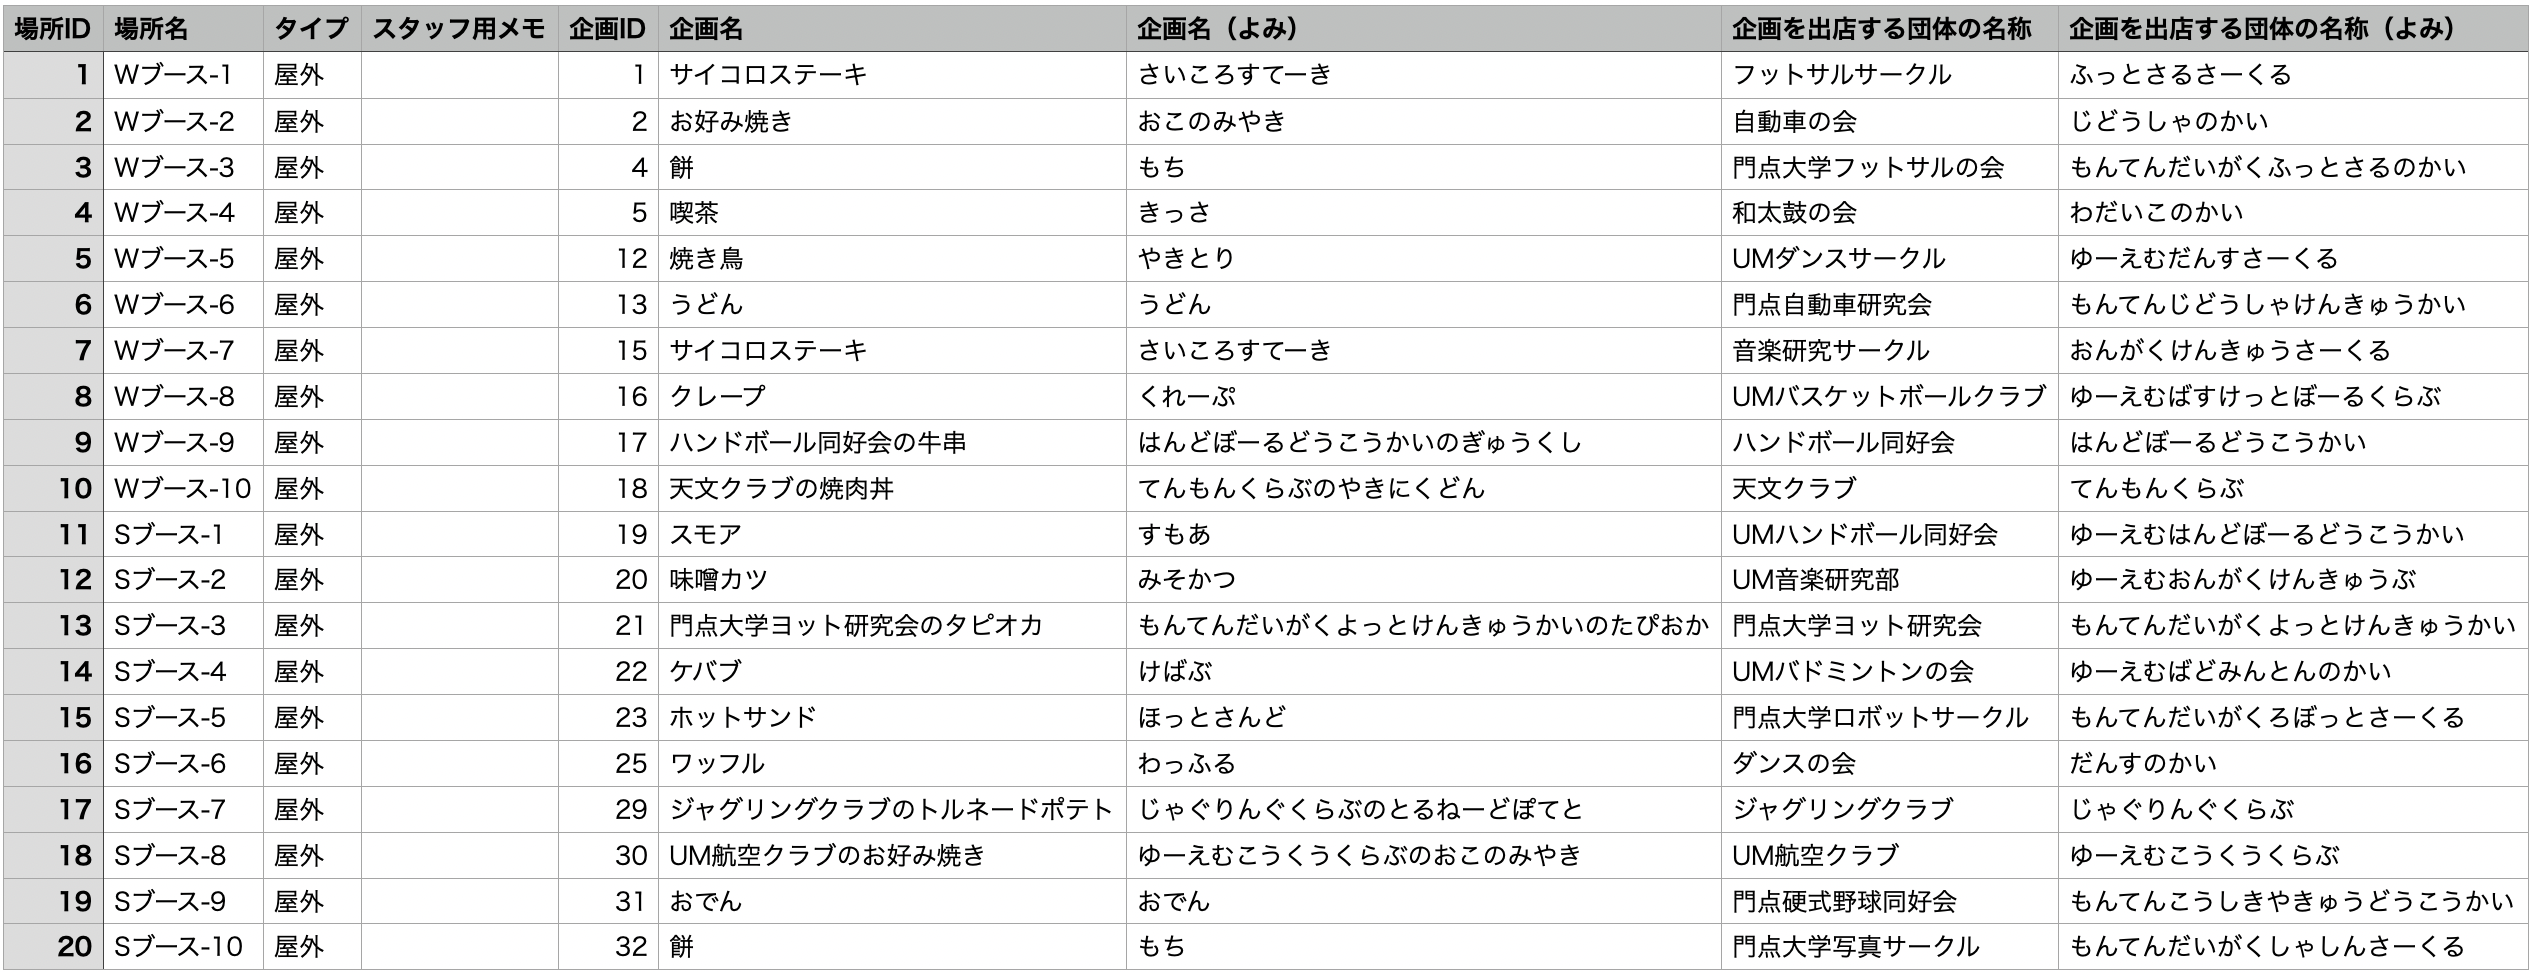 場所ID 場所名 タイプ スタッフ用メモ 企画ID 企画名 企画名（よみ） 企画を出店する団体の名称 企画を出店する団体の名称（よみ）
1 Wブース-1 屋外 1 サイコロステーキ さいころすてーき フットサルサークル ふっとさるさーくる
2 Wブース-2 屋外 2 お好み焼き おこのみやき 自動車の会 じどうしゃのかい
3 Wブース-3 屋外 4 餅 もち 門点大学フットサルの会 もんてんだいがくふっとさるのかい
4 Wブース-4 屋外 5 喫茶 きっさ 和太鼓の会 わだいこのかい
5 Wブース-5 屋外 12 焼き鳥 やきとり UMダンスサークル ゆーえむだんすさーくる
6 Wブース-6 屋外 13 うどん うどん 門点自動車研究会 もんてんじどうしゃけんきゅうかい
7 Wブース-7 屋外 15 サイコロステーキ さいころすてーき 音楽研究サークル おんがくけんきゅうさーくる
8 Wブース-8 屋外 16 クレープ くれーぷ UMバスケットボールクラブ ゆーえむばすけっとぼーるくらぶ
9 Wブース-9 屋外 17 ハンドボール同好会の牛串 はんどぼーるどうこうかいのぎゅうくし ハンドボール同好会 はんどぼーるどうこうかい
10 Wブース-10 屋外 18 天文クラブの焼肉丼 てんもんくらぶのやきにくどん 天文クラブ てんもんくらぶ
11 Sブース-1 屋外 19 スモア すもあ UMハンドボール同好会 ゆーえむはんどぼーるどうこうかい
12 Sブース-2 屋外 20 味噌カツ みそかつ UM音楽研究部 ゆーえむおんがくけんきゅうぶ
13 Sブース-3 屋外 21 門点大学ヨット研究会のタピオカ もんてんだいがくよっとけんきゅうかいのたぴおか 門点大学ヨット研究会 もんてんだいがくよっとけんきゅうかい
14 Sブース-4 屋外 22 ケバブ けばぶ UMバドミントンの会 ゆーえむばどみんとんのかい
15 Sブース-5 屋外 23 ホットサンド ほっとさんど 門点大学ロボットサークル もんてんだいがくろぼっとさーくる
16 Sブース-6 屋外 25 ワッフル わっふる ダンスの会 だんすのかい
17 Sブース-7 屋外 29 ジャグリングクラブのトルネードポテト じゃぐりんぐくらぶのとるねーどぽてと ジャグリングクラブ じゃぐりんぐくらぶ
18 Sブース-8 屋外 30 UM航空クラブのお好み焼き ゆーえむこうくうくらぶのおこのみやき UM航空クラブ ゆーえむこうくうくらぶ
19 Sブース-9 屋外 31 おでん おでん 門点硬式野球同好会 もんてんこうしきやきゅうどうこうかい
20 Sブース-10 屋外 32 餅 もち 門点大学写真サークル もんてんだいがくしゃしんさーくる